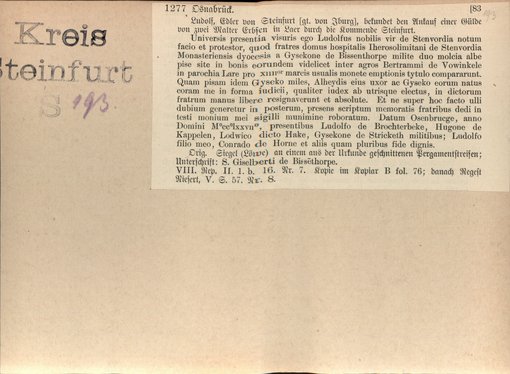 Kreis
Steinfurt
S 193.
1277 Osnabrück. [83
Ludolf, Edler von Steinfurt [gt. von Iburg], bekundet den Ankauf einer Gülde
von zwei Malter Erbsen in Laer durch die Kommende Steinfurt.
Universis presentia visuris ego Ludolfus nobilis vir de Stenvordia notum
facio et protestor, quod fratres domus hospitalis Iherosolimitani de Stenvordia
Monasteriensis dyocesis a Gysekone de Bissenthorpe milite duo molcia albe
pise site in bonis eorundem videlicet inter agros Bertrammi de Vowinkele
in parochia Lare pro XIIII or marcis usualis monete emptionis tytulo compararunt.
Quam pisam idem Gyseko miles, Alheydis eius uxor ac Gyseko eorum natus
coram me in forma iudicii, qualiter iudex ab utrisque electus, in dictorum
fratrum manus libere resignaverunt et absolute. Et ne super hoc facto ulli
dubium generetur in posterum, presens scriptum memoratis fratribus dedi in
testi monium mei sigilli munimine roboratum. Datum Osenbruege, anno
Domini MºccºLXXVIIº, presentibus Ludolfo de Brochterbeke, Hugone de
Kappelen, Lodwico dicto Hake, Gysekone de Stricketh militibus; Ludolfo
filio meo, Conrado de Horne et aliis quam pluribus fide dignis.
Orig. Siegel (Löwe) an einem aus der Urkunde geschnittenen Pergamentstreifen;
Unterschrift: S. Giselberti de Bissëthorpe.
VIII. Rep. II. 1. b. 16. Nr. 7. Kopie im Kopiar B fol. 76; danach Regest
Niesert, V. S. 57. Nr. 8.